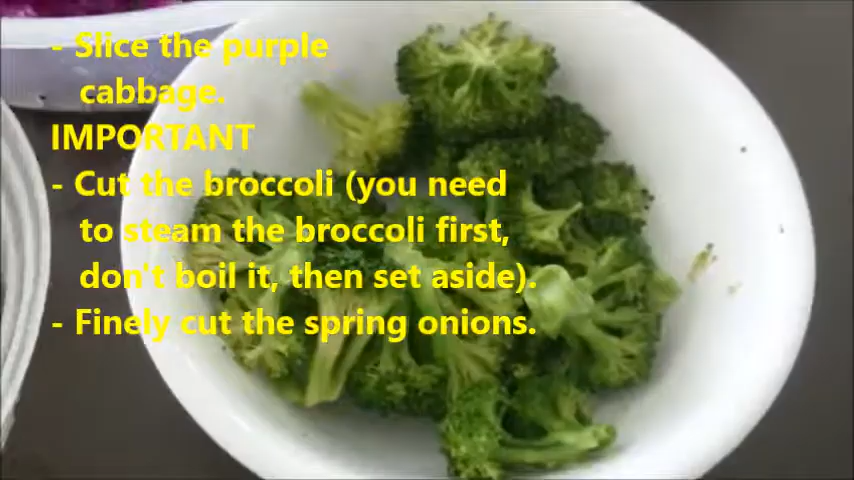 - Slice the purple
cabbage.
IMPORTANT
- Cut the broccoli (you need
to steam the broccoli first,
don't boil it, then set aside).
- Finely cut the spring onions.